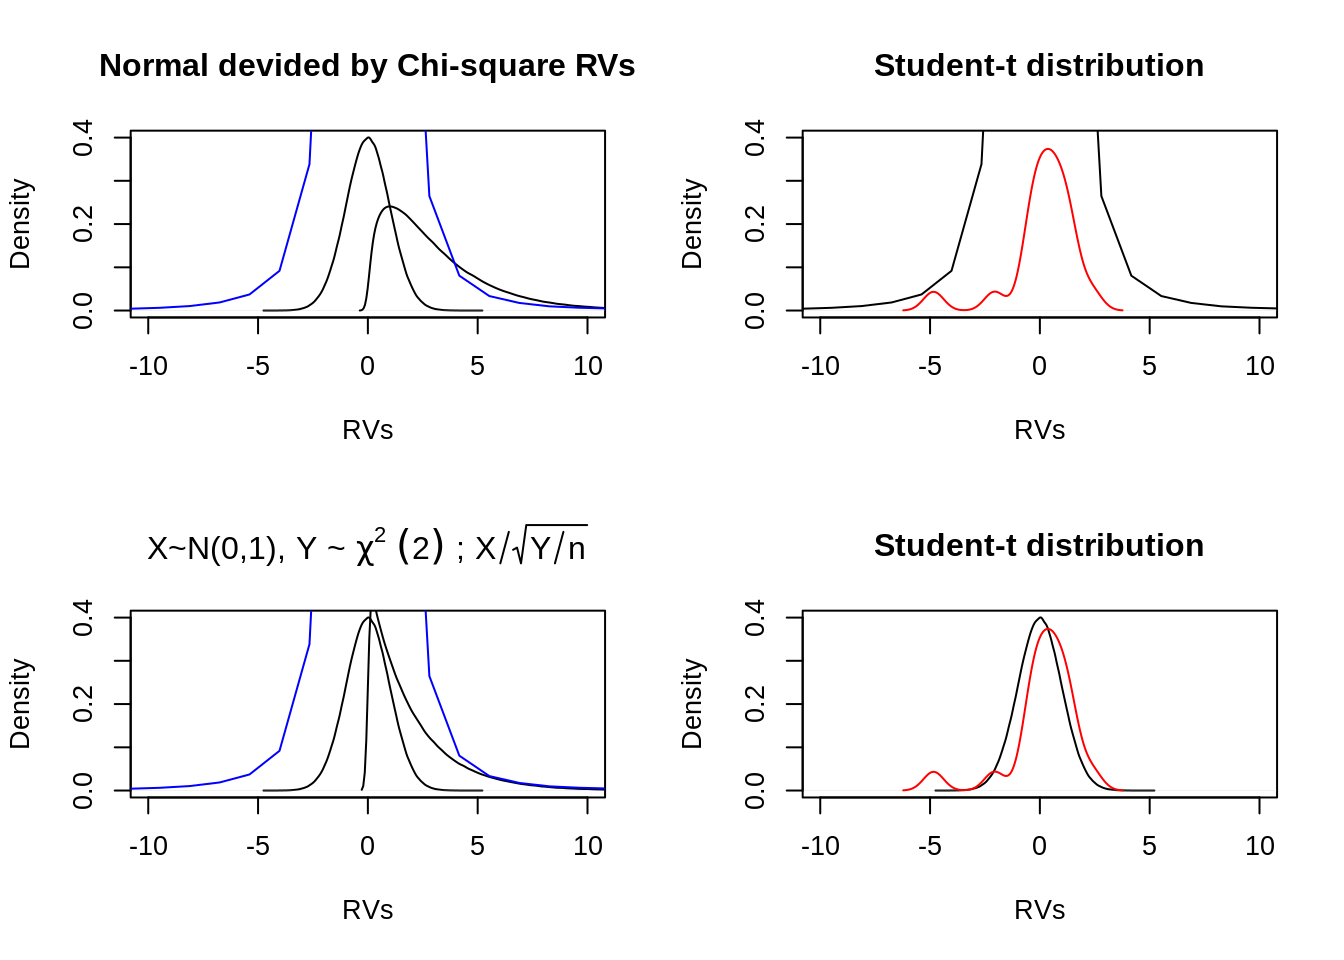 Normal devided by Chi-square RVs
Density
0.0 0.2 0.4
-10 -5 0 5 10
RVs
Student-t distribution
Density
0.0 0.2 0.4
-10 -5 0 5 10
RVs
X~N(0,1), Y ~ χ² (2) ; X/√Y/n
Density
0.0 0.2 0.4
-10 -5 0 5 10
RVs
Student-t distribution
Density
0.0 0.2 0.4
-10 -5 0 5 10
RVs